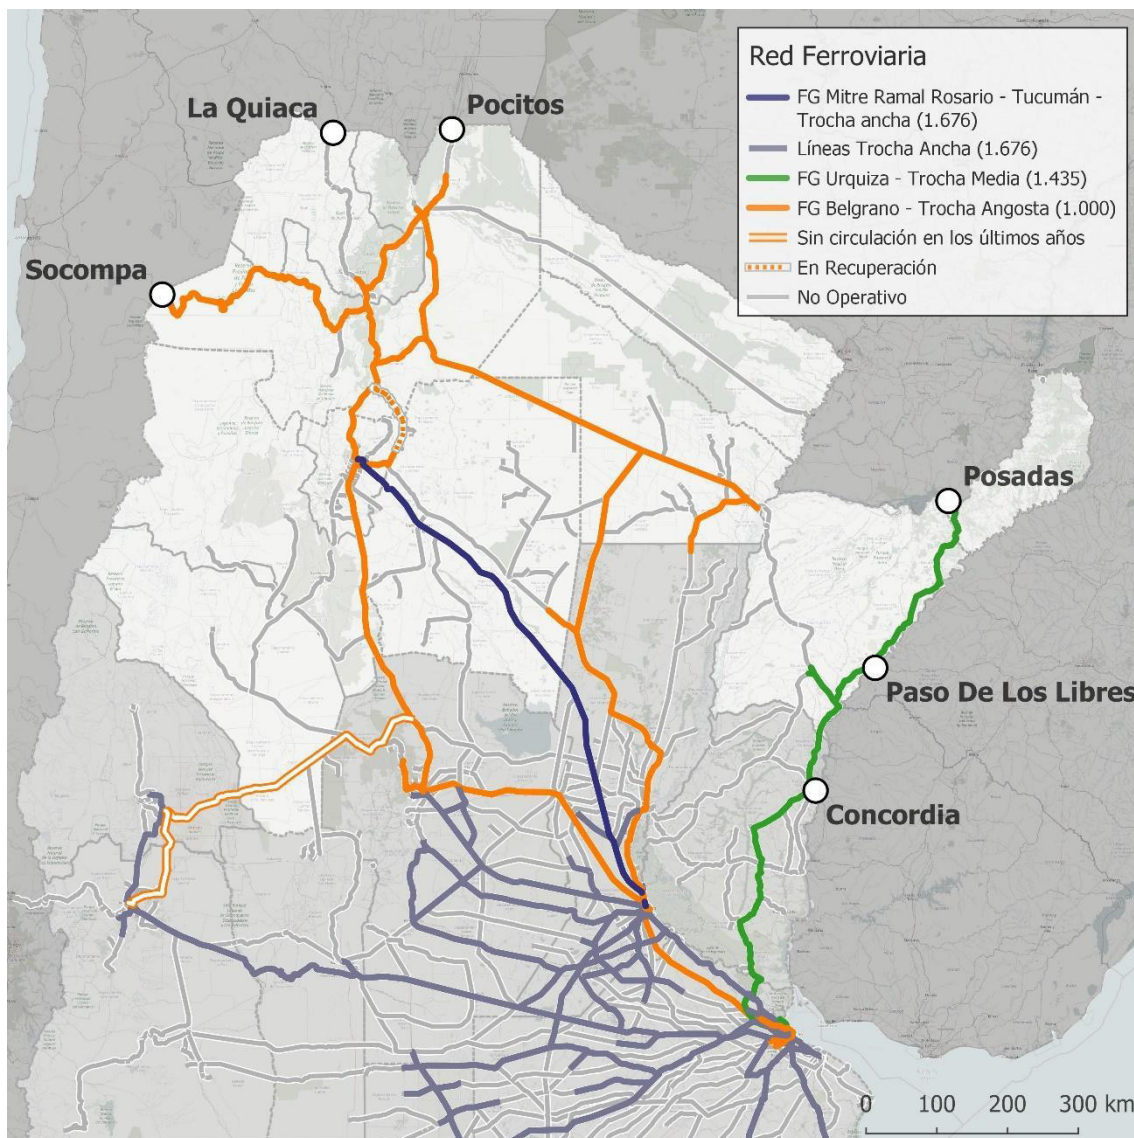 Red Ferroviaria
FG Mitre Ramal Rosario - Tucumán -
Trocha ancha (1.676)
Líneas Trocha Ancha (1.676)
FG Urquiza - Trocha Media (1.435)
FG Belgrano - Trocha Angosta (1.000)
Sin circulación en los últimos años
En Recuperación
No Operativo
La Quiaca
Pocitos
Socompa
Posadas
Paso De Los Libres
Concordia
0 100 200 300 km